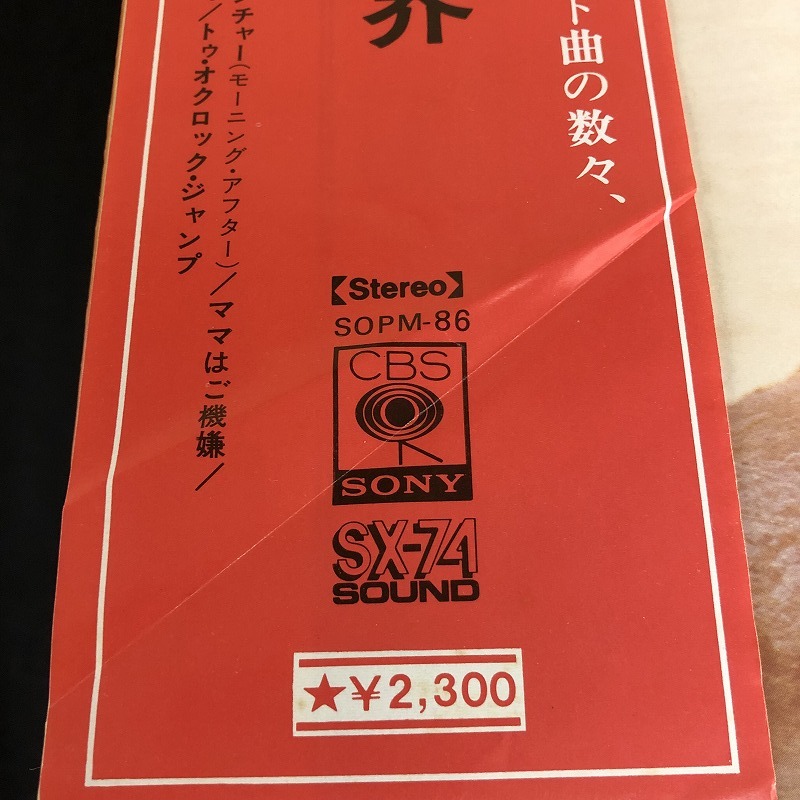 ト曲の数々、
界
チャー(モーニング・アフター)/ママはご機嫌/
/トゥ・オクロック・ジャンプ
【Stereo】
SOPM-86
CBS
SONY
SX-74
SOUND
★¥2,300